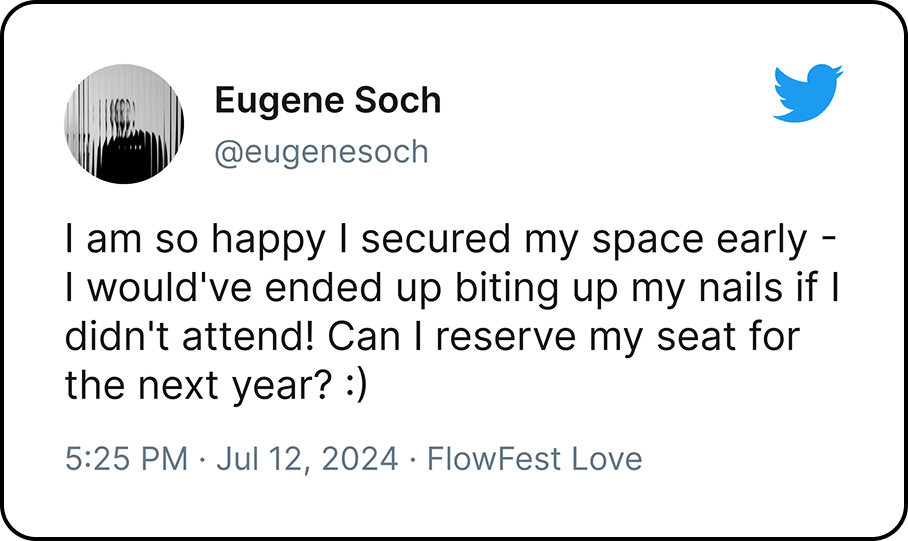 Eugene Soch
@eugenesoch
I am so happy I secured my space early -
I would've ended up biting up my nails if I
didn't attend! Can I reserve my seat for
the next year? :)
5:25 PM · Jul 12, 2024 · FlowFest Love